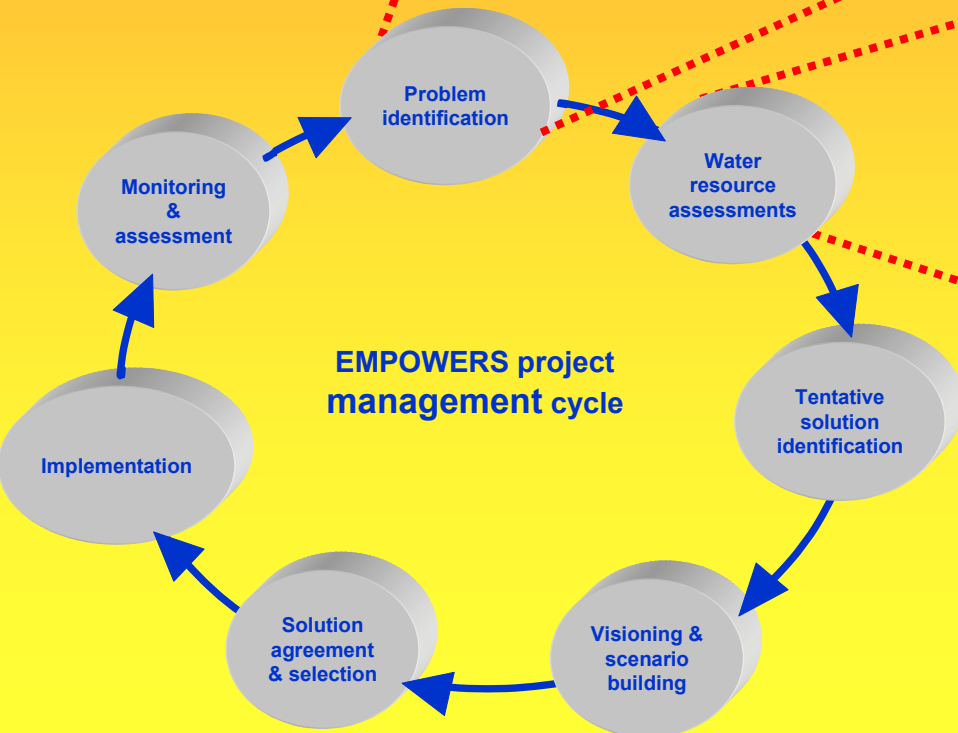 Problem
identification
Water
resource
assessments
Tentative
solution
identification
Visioning &
scenario
building
Solution
agreement
& selection
Implementation
Monitoring
&
assessment
EMPOWERS project
management cycle